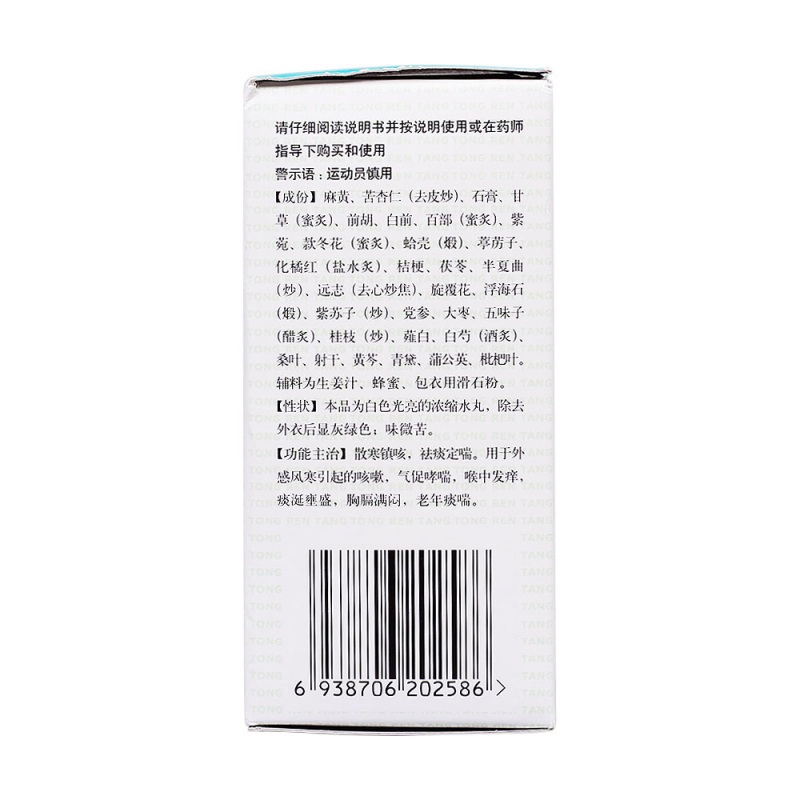 请仔细阅读说明书并按说明使用或在药师
指导下购买和使用
警示语：运动员慎用
【成份】麻黄、苦杏仁（去皮炒）、石膏、甘
草（蜜炙）、前胡、白前、百部（蜜炙）、紫
菀、款冬花（蜜炙）、蛤壳（煅）、葶苈子、
化橘红（盐水炙）、桔梗、茯苓、半夏曲
（炒）、远志（去心炒焦）、旋覆花、浮海石
（煅）、紫苏子（炒）、党参、大枣、五味子
（醋炙）、桂枝（炒）、薤白、白芍（酒炙）、
桑叶、射干、黄芩、青黛、蒲公英、枇杷叶。
辅料为生姜汁、蜂蜜、包衣用滑石粉。
【性状】本品为白色光亮的浓缩水丸，除去
外衣后显灰绿色；味微苦。
【功能主治】散寒镇咳，祛痰定喘。用于外
感风寒引起的咳嗽，气促哮喘，喉中发痒，
痰涎壅盛，胸膈满闷，老年痰喘。
TONG REN TANG TONG REN TANG TONG REN TANG
6 938706 202586 >